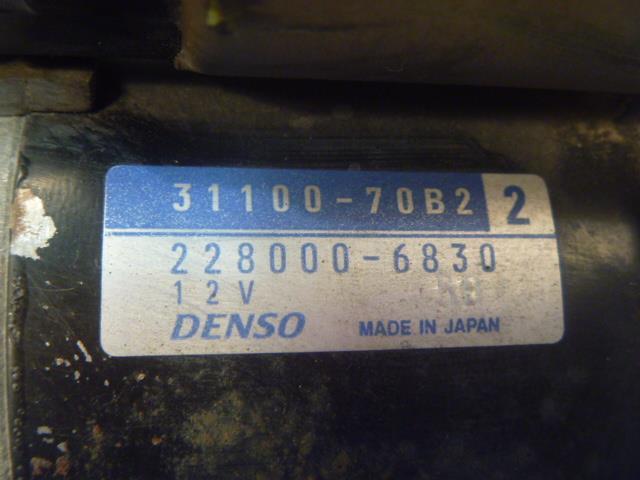 31100-70B2 2
228000-6830
12V
DENSO MADE IN JAPAN